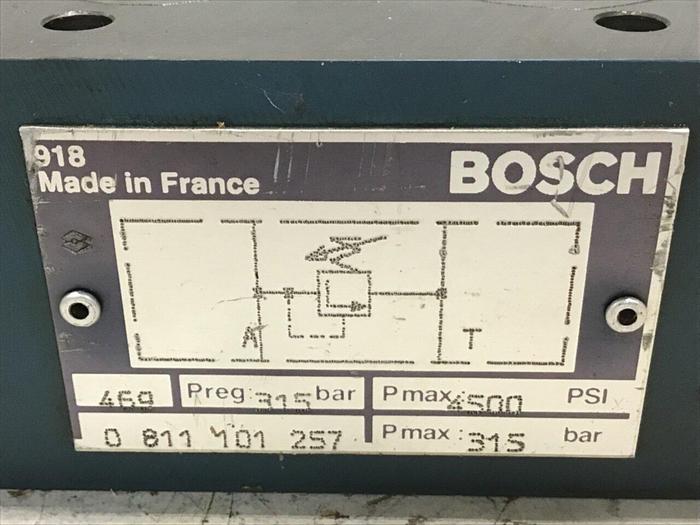 918
Made in France
BOSCH
A
T
469 Preg: 315 bar Pmax: 4500 PSI
0 811 101 257 Pmax: 315 bar